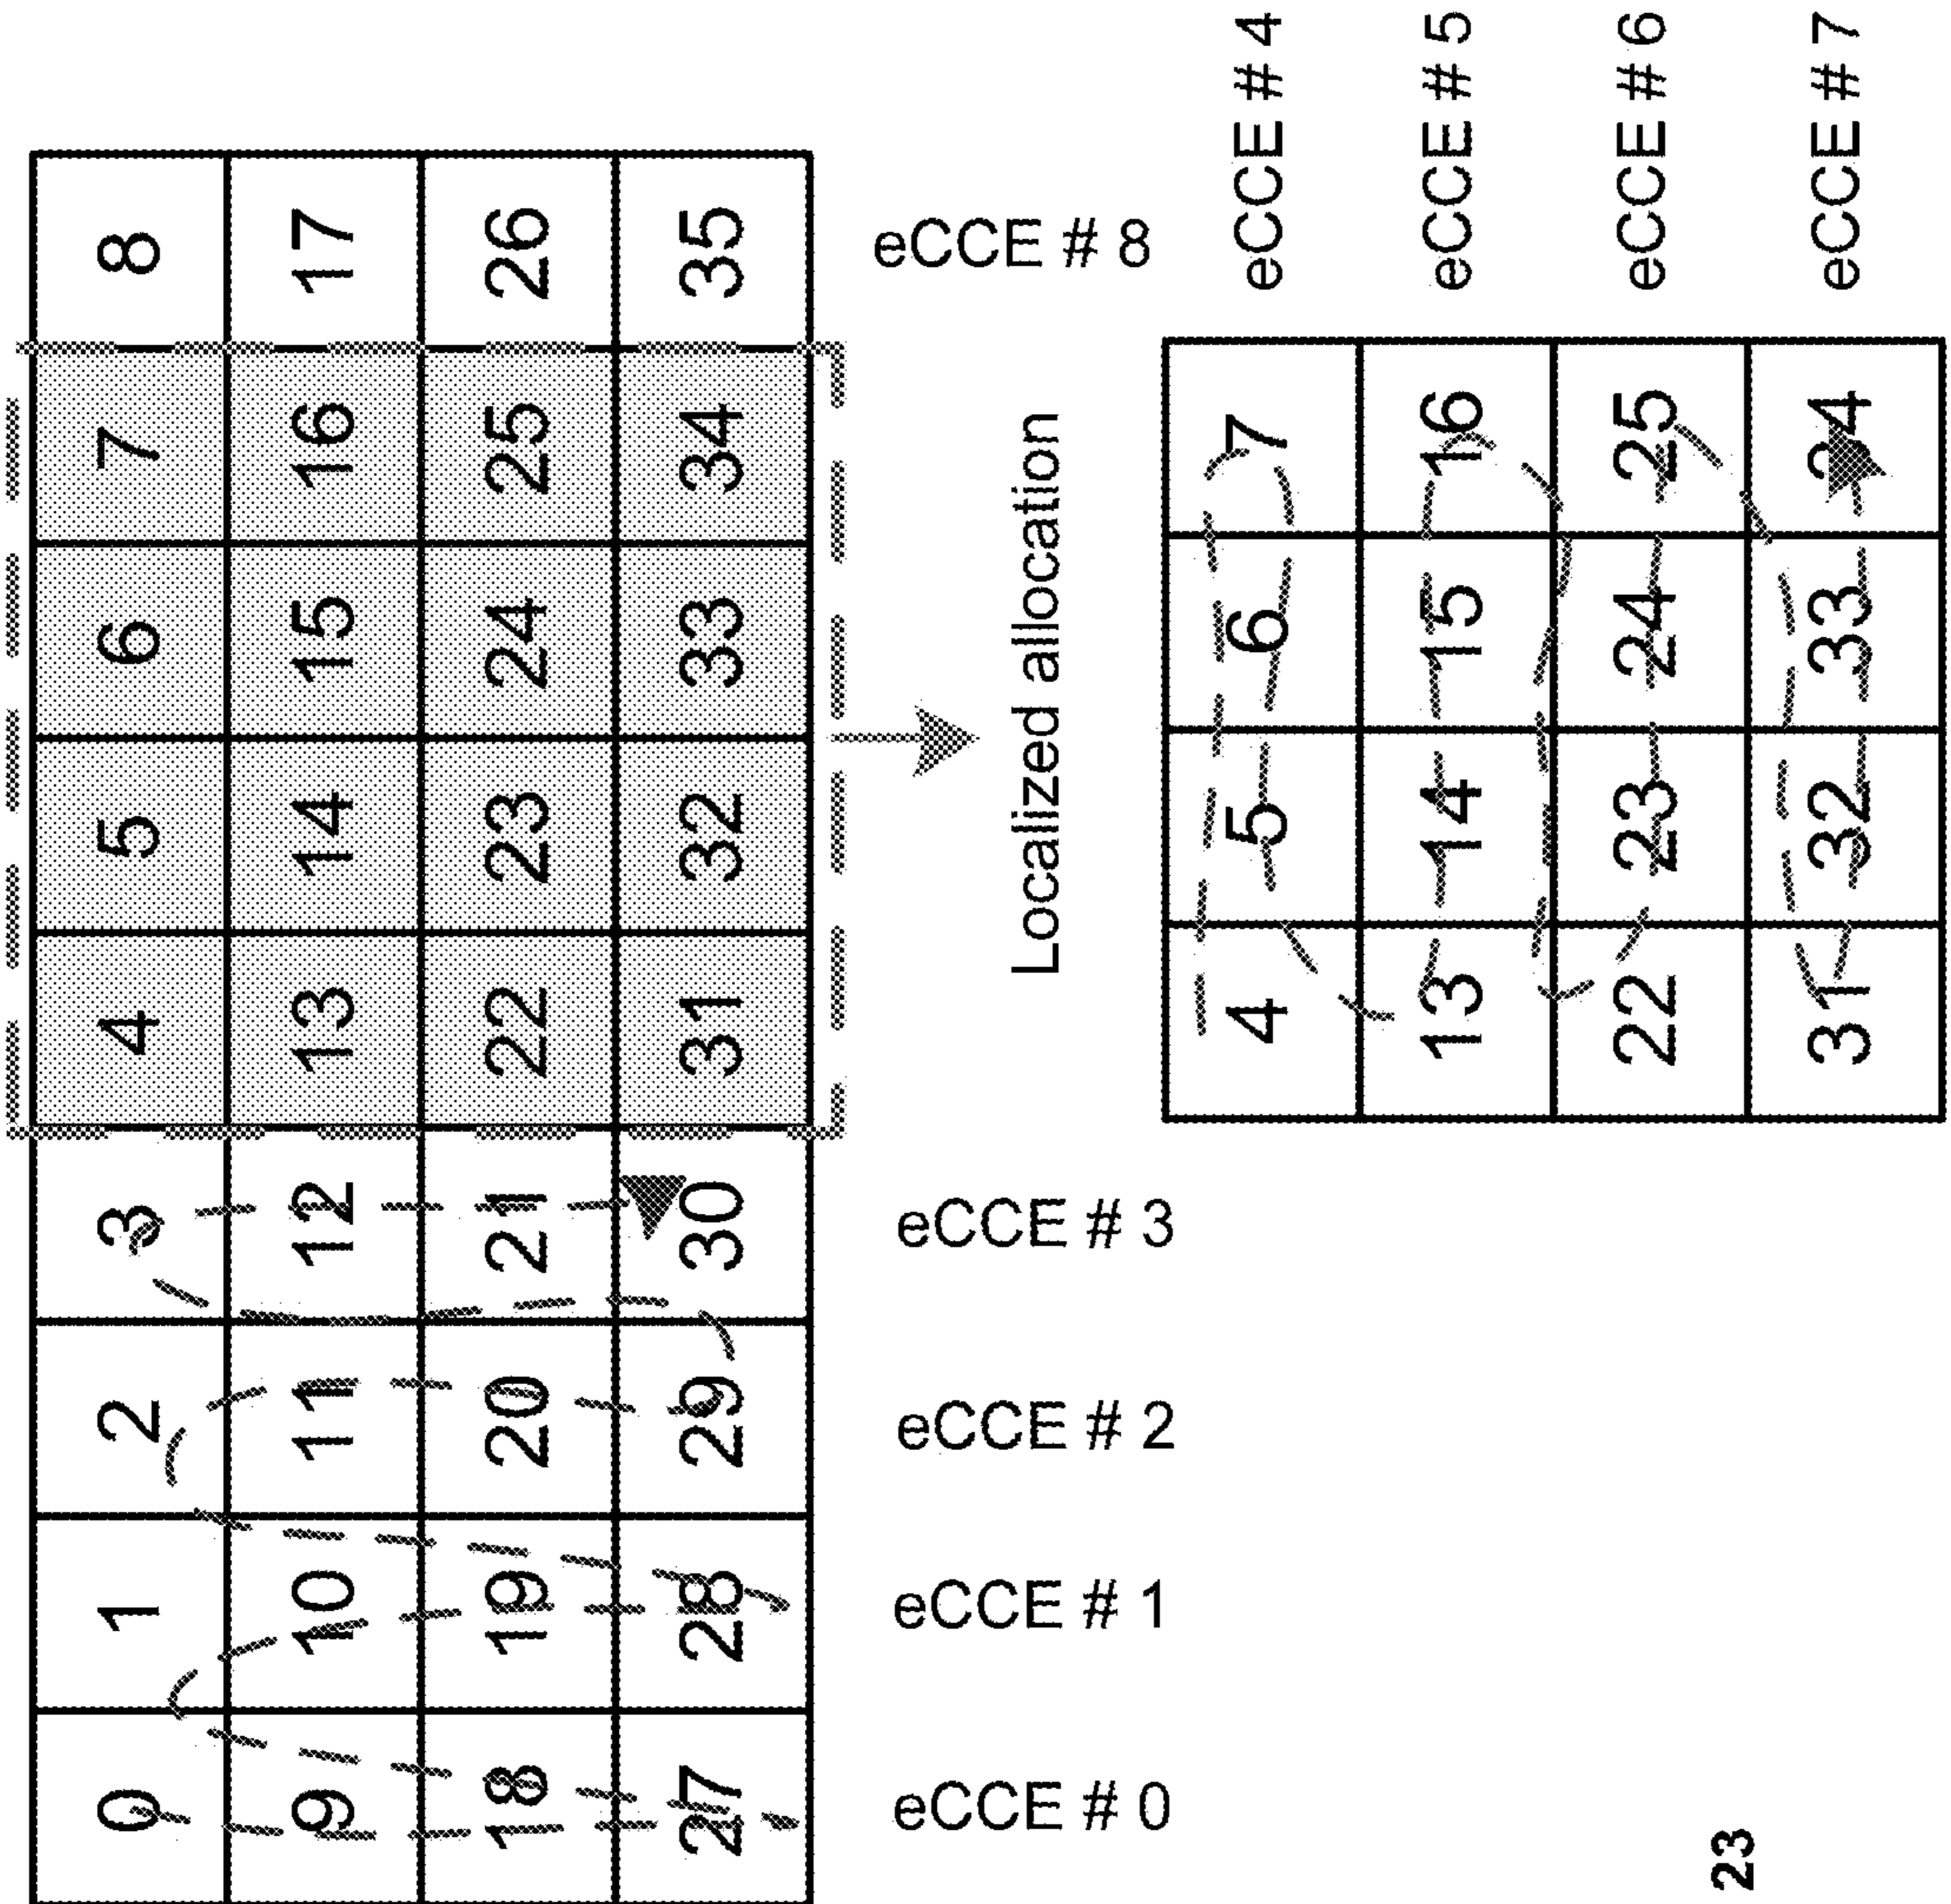 0 1 2 3 4 5 6 7 8
9 10 11 12 13 14 15 16 17
18 19 20 21 22 23 24 25 26
27 28 29 30 31 32 33 34 35
eCCE # 0
eCCE # 1
eCCE # 2
eCCE # 3
eCCE # 8
Localized allocation
4 5 6 7 eCCE # 4
13 14 15 16 eCCE # 5
22 23 24 25 eCCE # 6
31 32 33 34 eCCE # 7
23